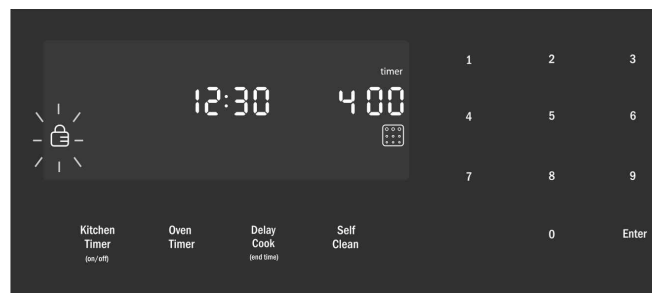 timer
12:30 4 00
1 2 3
4 5 6
7 8 9
0 Enter
Kitchen Timer (on/off)
Oven Timer
Delay Cook (end time)
Self Clean